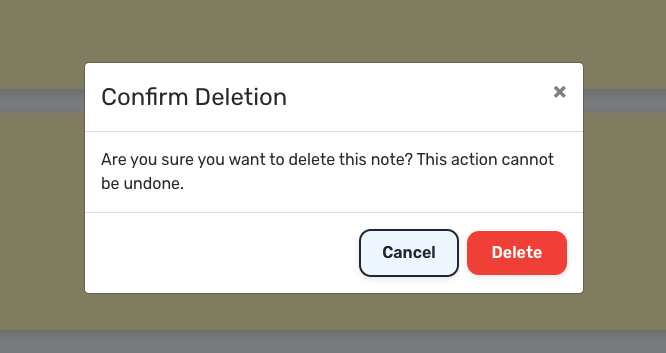 Confirm Deletion
×
Are you sure you want to delete this note? This action cannot
be undone.
Cancel
Delete